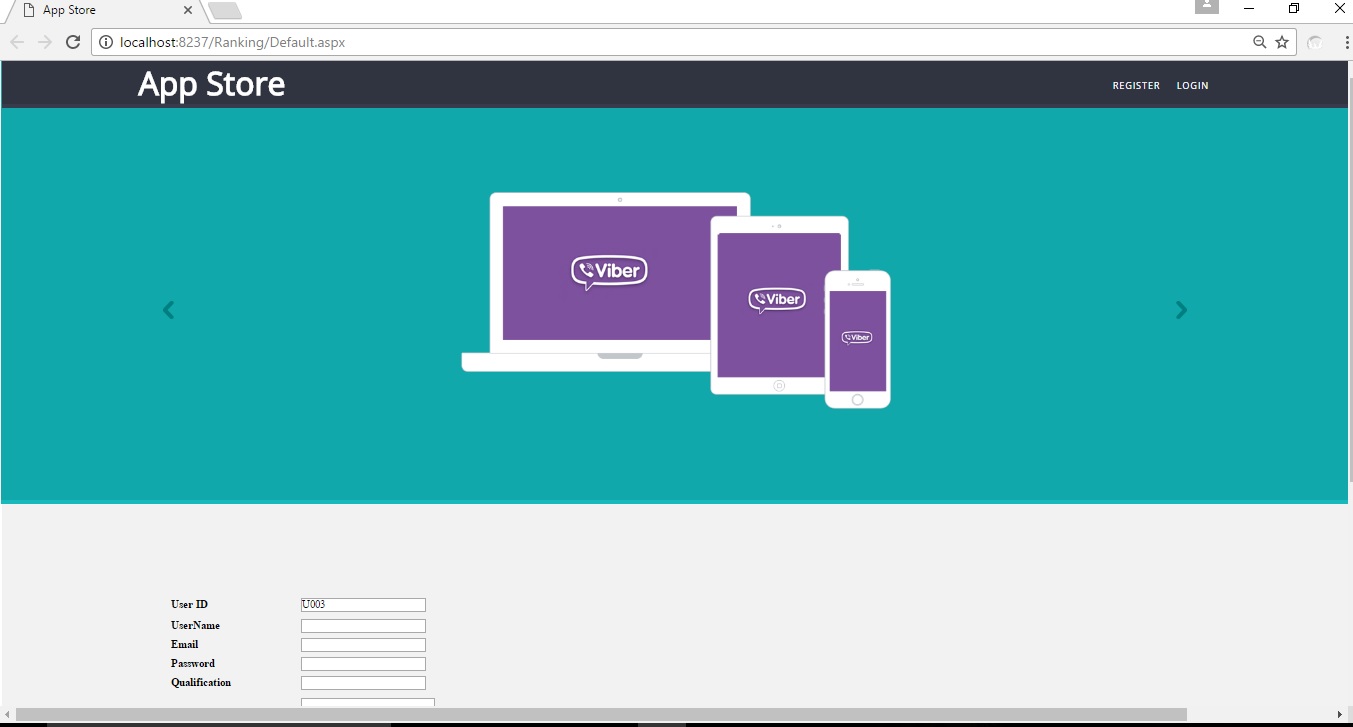 App Store
localhost:8237/Ranking/Default.aspx
App Store
REGISTER LOGIN
Viber
Viber
Viber
User ID U003
UserName
Email
Password
Qualification